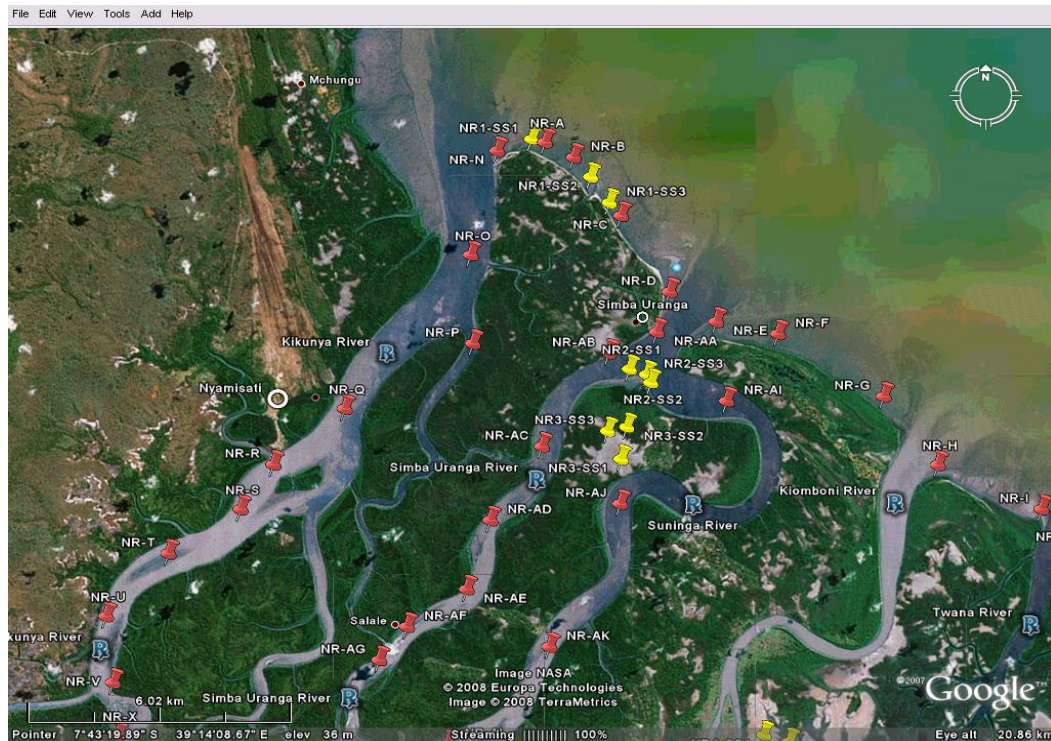 File Edit View Tools Add Help
Mchungu
N
NR1-SS1
NR-A
NR-N
NR-B
NR1-SS2
NR1-SS3
NR-C
NR-O
NR-D
Simba Uranga
NR-P
NR-E
NR-F
NR-AB
NR-AA
Kikunya River
NR2-SS1
NR2-SS3
Nyamisati
NR-Q
NR2-SS2
NR-AI
NR-G
NR3-SS3
NR3-SS2
NR-AC
NR-H
NR-R
Simba Uranga River
NR3-SS1
NR-S
NR-AJ
Kiomboni River
NR-I
NR-AD
Suninga River
NR-T
NR-U
NR-AE
Twana River
Salale
NR-AF
kunya River
NR-AK
NR-AG
Image NASA
© 2008 Europa Technologies
Image © 2008 TerraMetrics
©2007 Google™
NR-V
6.02 km
Simba Uranga River
NR-X
Pointer 7°43'19.89" S 39°14'08.67" E elev 36 m Streaming 100% Eye alt 20.86 km